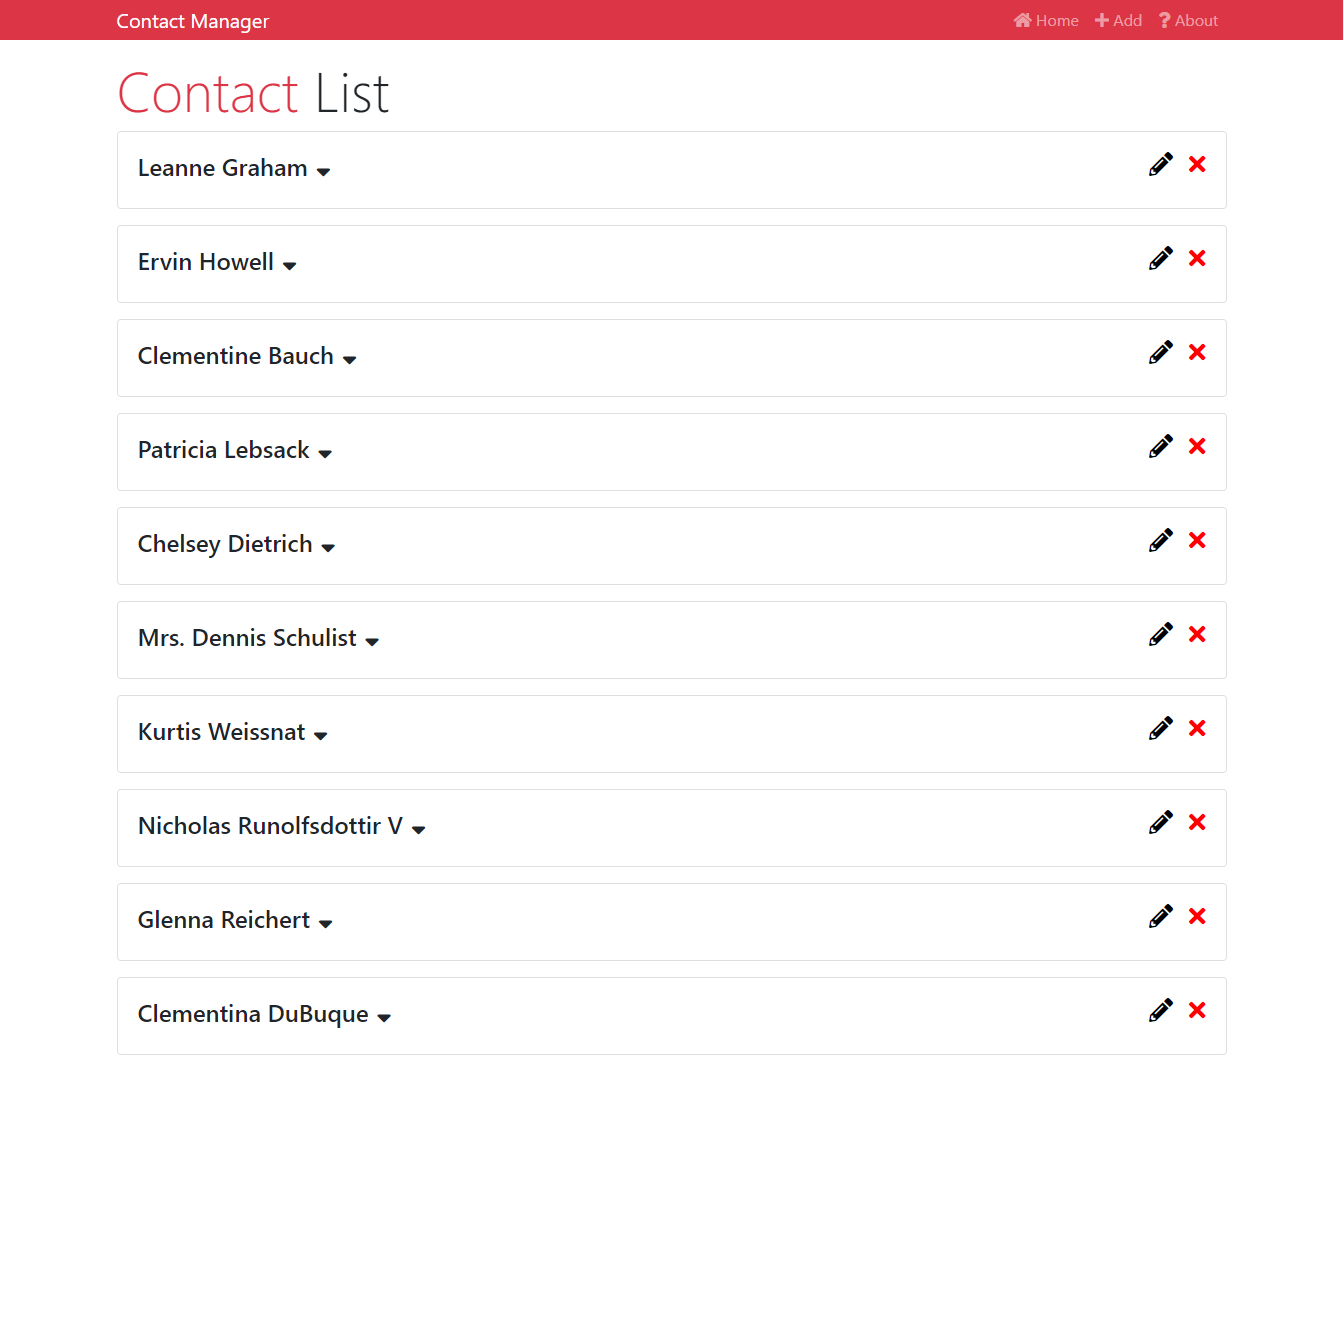 Contact Manager
Home Add About
Contact List
Leanne Graham
Ervin Howell
Clementine Bauch
Patricia Lebsack
Chelsey Dietrich
Mrs. Dennis Schulist
Kurtis Weissnat
Nicholas Runolfsdottir V
Glenna Reichert
Clementina DuBuque